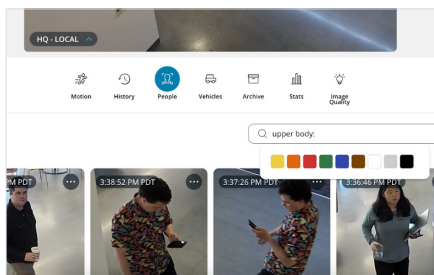 HQ - LOCAL
Motion
History
People
Vehicles
Archive
Stats
Image
Quality
upper body:
PM PDT
3:38:52 PM PDT
3:37:26 PM PDT
3:36:46 PM PDT